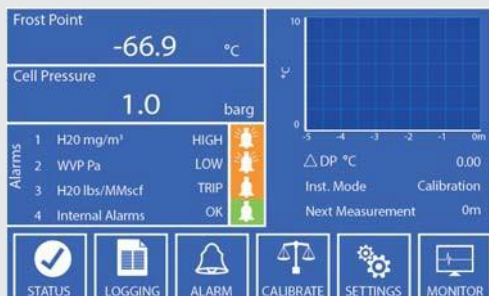 Frost Point
-66.9 °C
Cell Pressure
1.0 barg
Alarms
1 H20 mg/m³ HIGH
2 WVP Pa LOW
3 H20 lbs/MMscf TRIP
4 Internal Alarms OK
10
°C
0
-5 -4 -3 -2 -1 0m
△DP °C 0.00
Inst. Mode Calibration
Next Measurement 0m
STATUS LOGGING ALARM CALIBRATE SETTINGS MONITOR